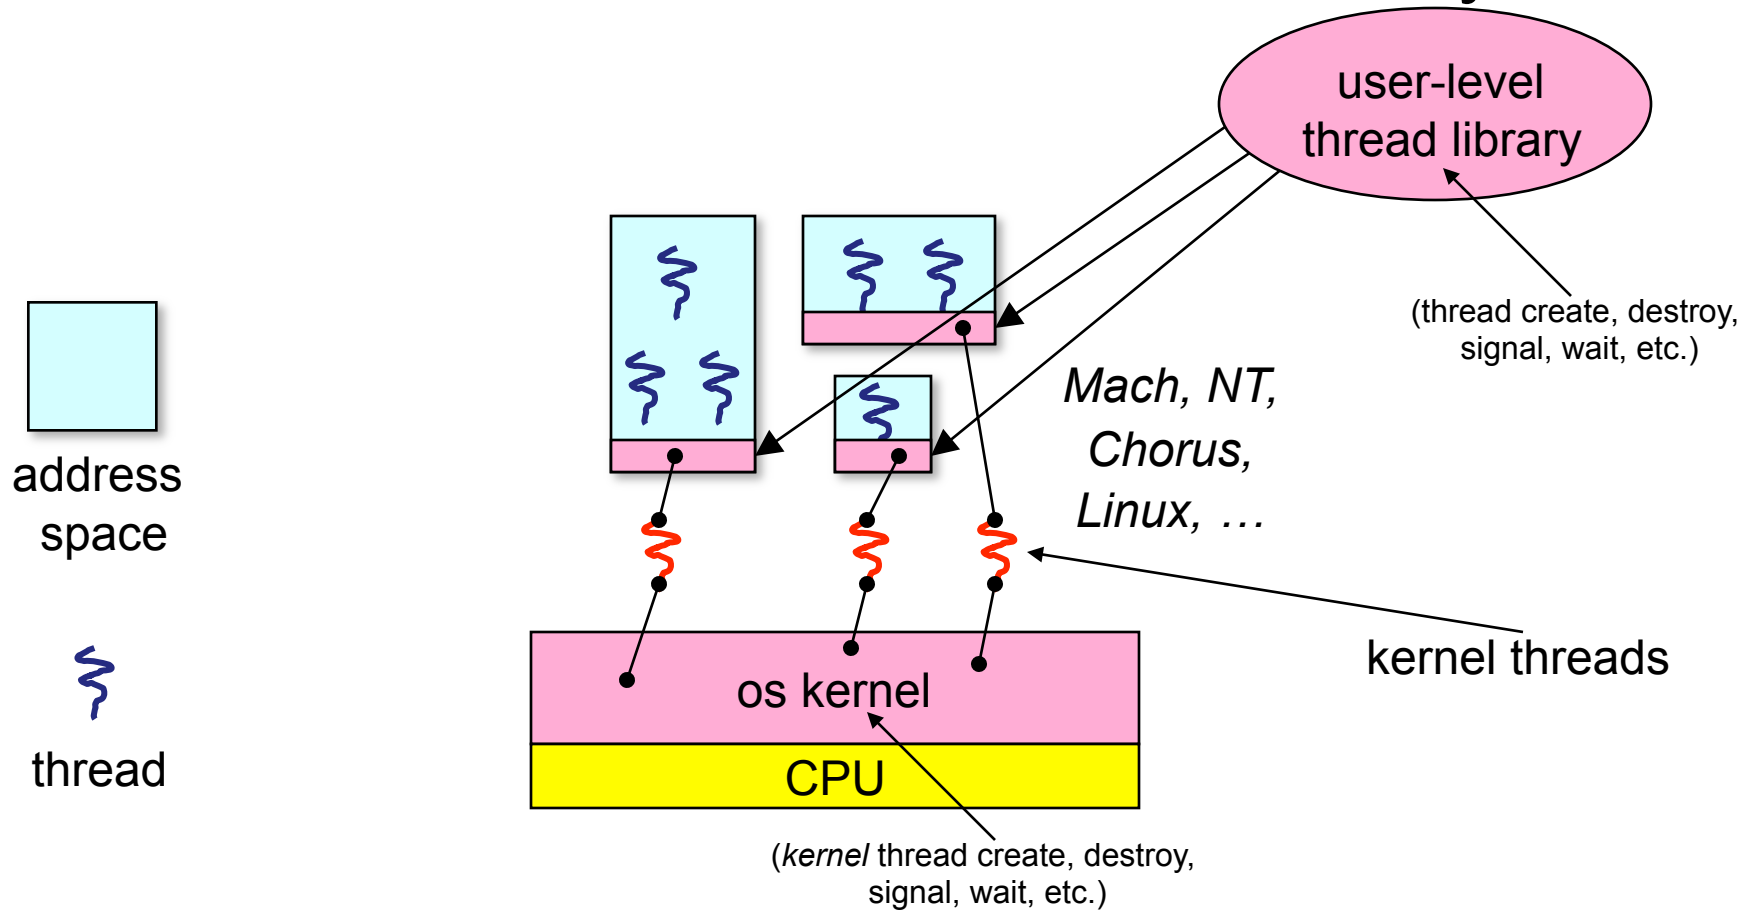 user-level
thread library
(thread create, destroy,
signal, wait, etc.)
Mach, NT,
Chorus,
Linux, …
address
space
kernel threads
os kernel
thread
CPU
(kernel thread create, destroy,
signal, wait, etc.)